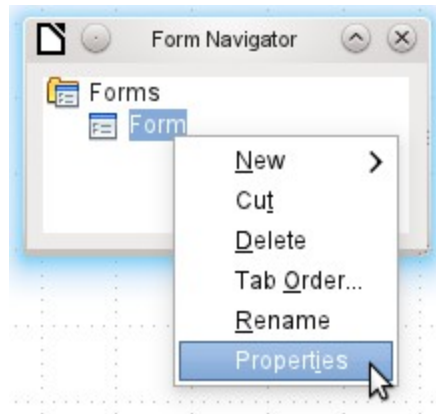 Form Navigator
Forms
Form
New
Cut
Delete
Tab Order...
Rename
Properties